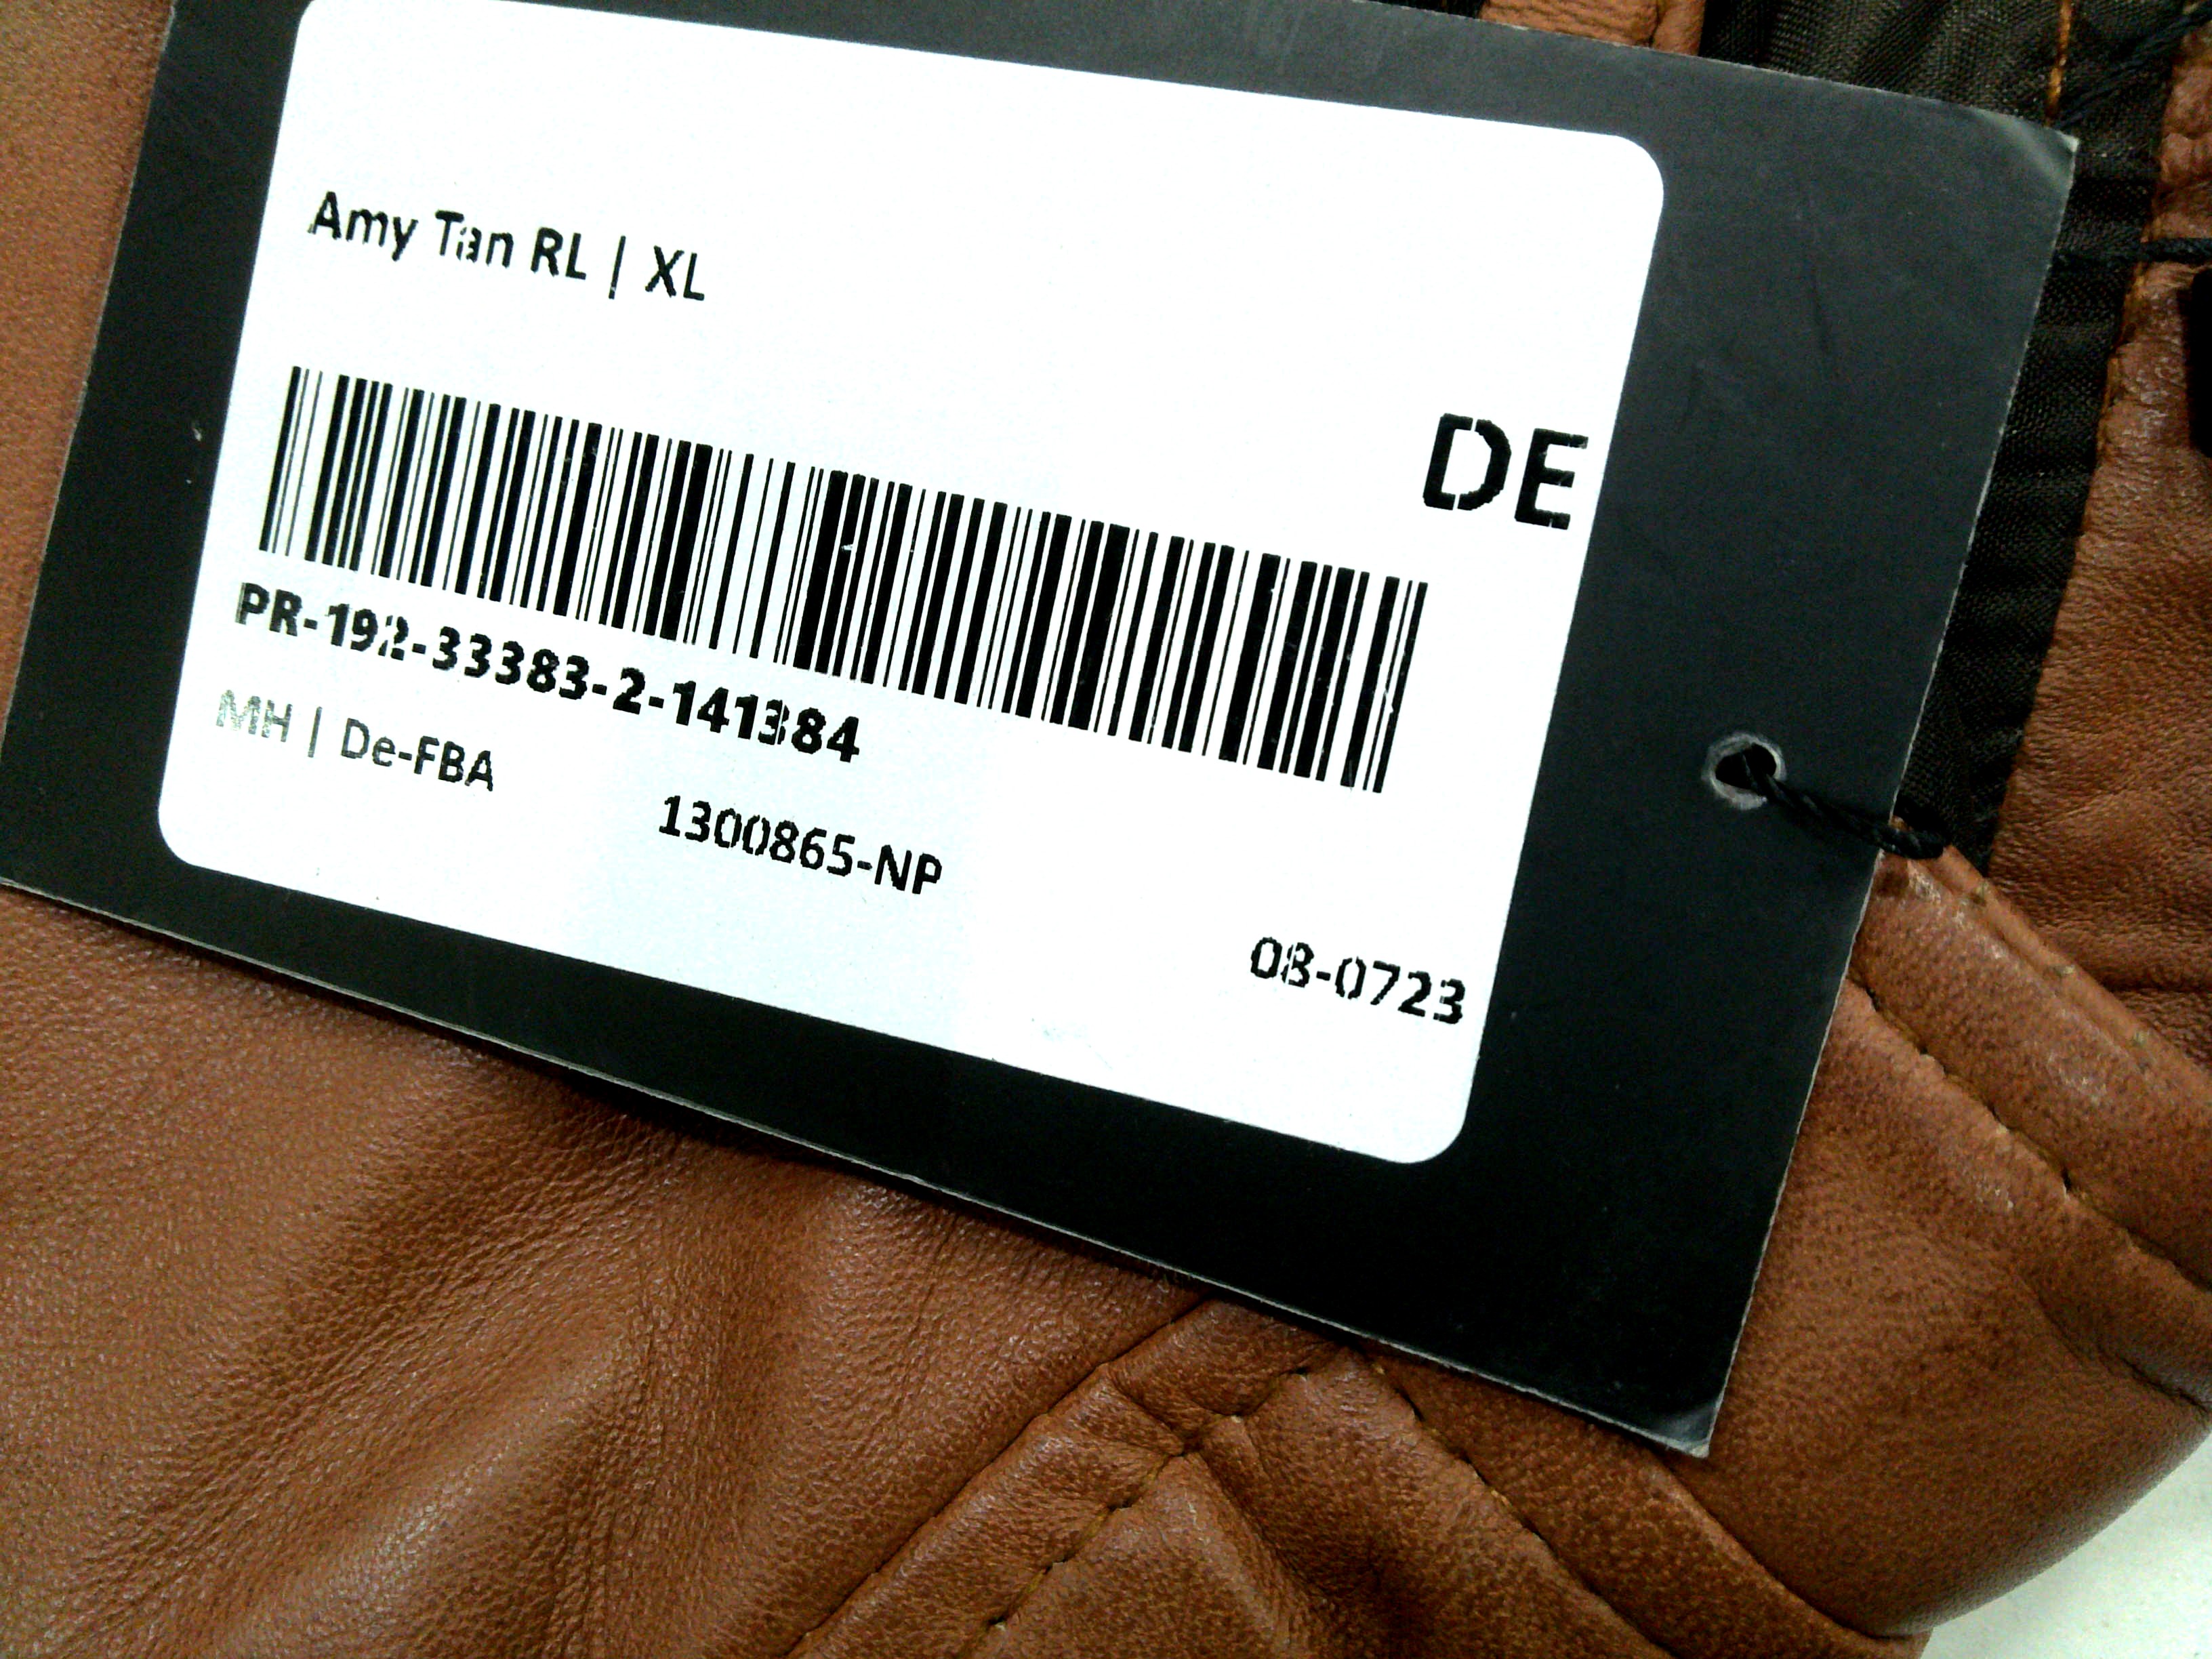 Amy Tan RL | XL
DE
PR-192-33383-2-141384
MH | De-FBA
1300865-NP
08-0723